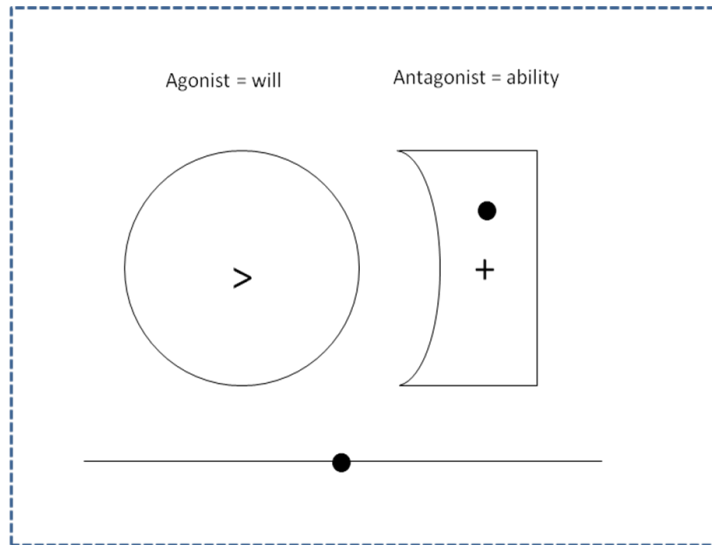 Agonist = will
Antagonist = ability
>
+